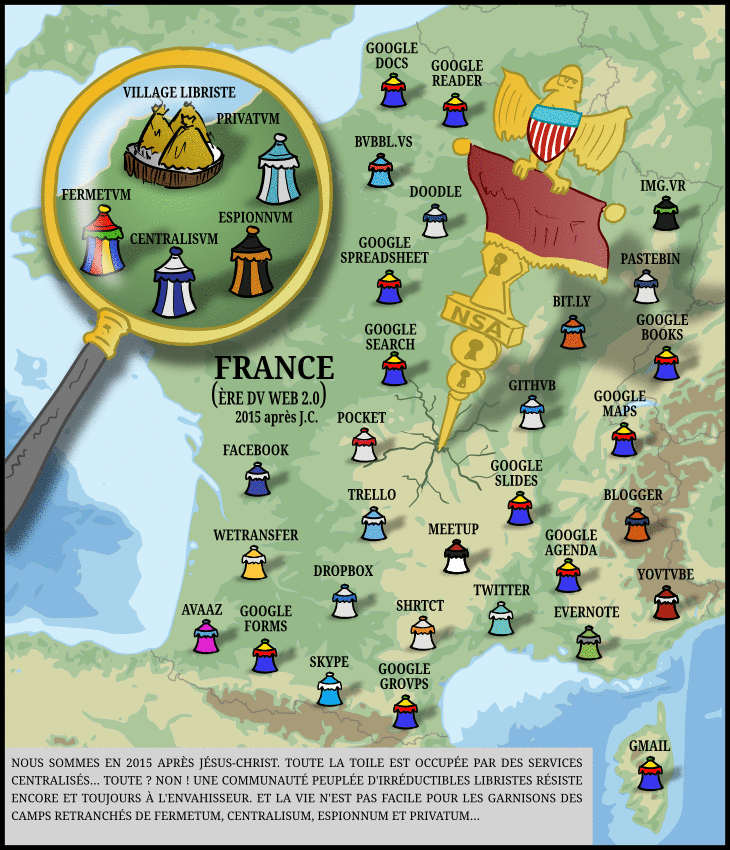 VILLAGE LIBRISTE
PRIVATVM
FERMETVM
ESPIONNVM
CENTRALISVM
GOOGLE
DOCS
GOOGLE
READER
BVBBL.VS
DOODLE
IMG.VR
GOOGLE
SPREADSHEET
PASTEBIN
BIT.LY
NSA
GOOGLE
BOOKS
GOOGLE
SEARCH
FRANCE
(ÈRE DV WEB 2.0)
2015 après J.C.
GITHVB
GOOGLE
MAPS
POCKET
FACEBOOK
GOOGLE
SLIDES
TRELLO
BLOGGER
WETRANSFER
MEETUP
GOOGLE
AGENDA
DROPBOX
YOVTVBE
TWITTER
AVAAZ
GOOGLE
FORMS
SHRTCT
EVERNOTE
SKYPE
GOOGLE
GROVPS
GMAIL
NOUS SOMMES EN 2015 APRÈS JÉSUS-CHRIST. TOUTE LA TOILE EST OCCUPÉE PAR DES SERVICES
CENTRALISÉS... TOUTE ? NON ! UNE COMMUNAUTÉ PEUPLÉE D'IRRÉDUCTIBLES LIBRISTES RÉSISTE
ENCORE ET TOUJOURS À L'ENVAHISSEUR. ET LA VIE N'EST PAS FACILE POUR LES GARNISONS DES
CAMPS RETRANCHÉS DE FERMETUM, CENTRALISUM, ESPIONNUM ET PRIVATUM...